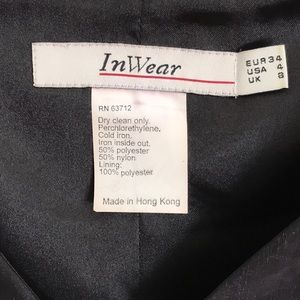 InWear
EUR 34
USA 4
UK 8
RN 63712
Dry clean only.
Perchlorethylene.
Cold iron.
Iron inside out.
50% polyester
50% nylon
Lining:
100% polyester
Made in Hong Kong